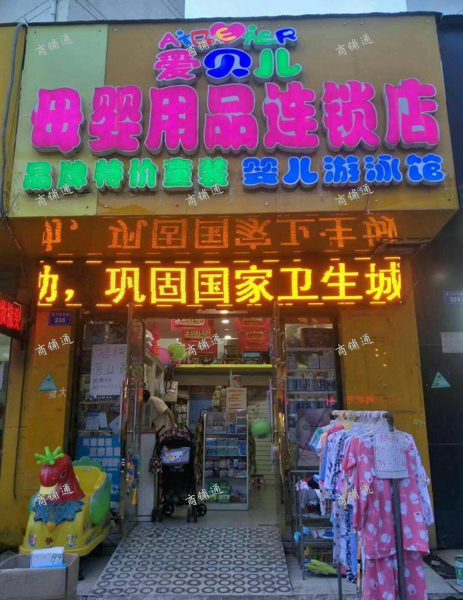 AiBEiER
爱贝儿
母婴用品连锁店
品牌特价童装 婴儿游泳馆
动，巩固国家卫生城
206